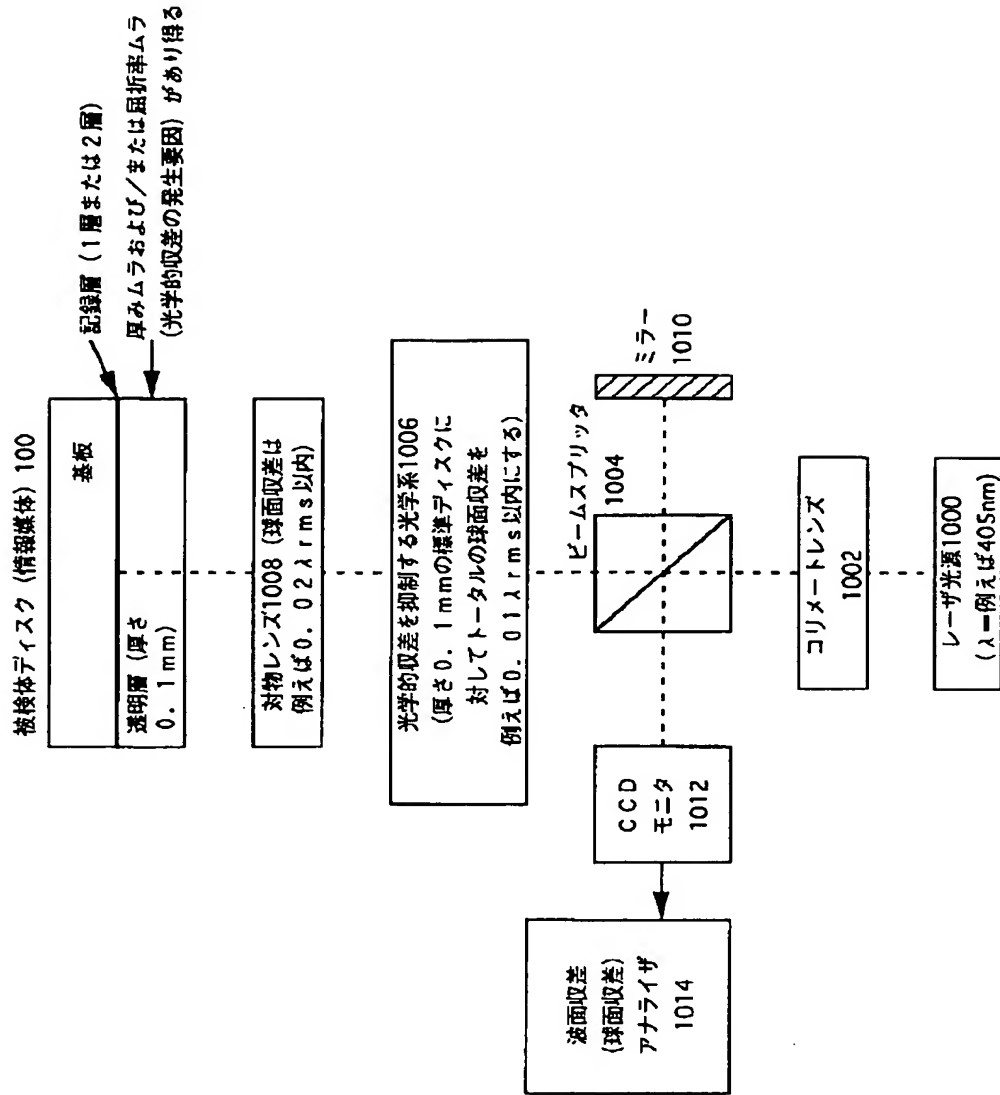 被検体ディスク (情報媒体) 100
基板
記録層 (1層または2層)
透明層 (厚さ
0. 1mm)
厚みムラおよび／または屈折率ムラ
(光学的収差の発生要因) があり得る
対物レンズ1008 (球面収差は
例えば0. 02λrms以内)
光学的収差を抑制する光学系1006
(厚さ0. 1mmの標準ディスクに
対してトータルの球面収差を
例えば0. 01λrms以内にする)
ビームスプリッタ
1004
ミラー
1010
CCD
モニタ
1012
波面収差
(球面収差)
アナライザ
1014
コリメートレンズ
1002
レーザ光源1000
(λ=例えば405nm)